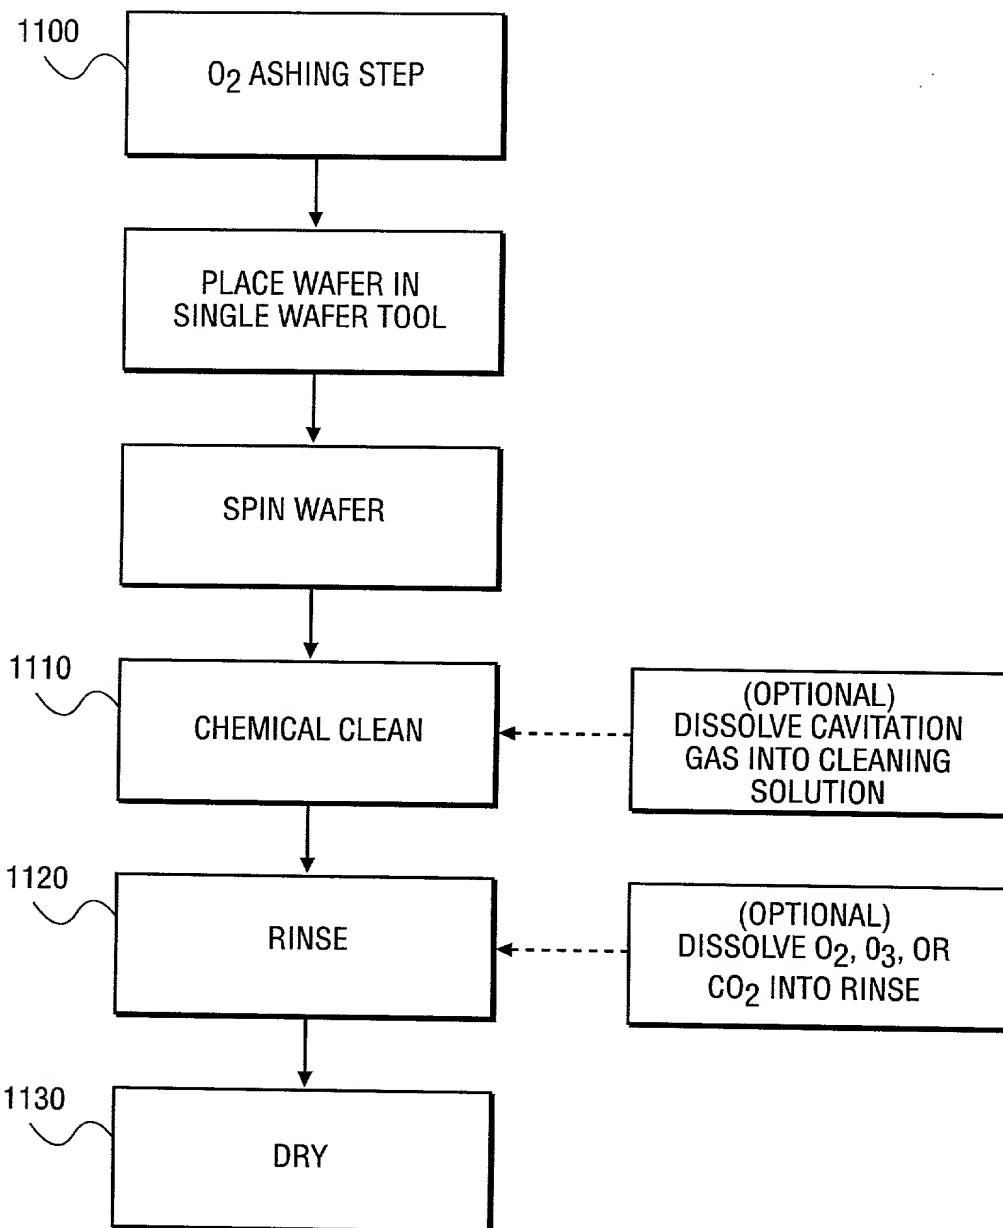 1100
O2 ASHING STEP
PLACE WAFER IN
SINGLE WAFER TOOL
SPIN WAFER
1110
CHEMICAL CLEAN
(OPTIONAL)
DISSOLVE CAVITATION
GAS INTO CLEANING
SOLUTION
1120
RINSE
(OPTIONAL)
DISSOLVE O2, O3, OR
CO2 INTO RINSE
1130
DRY